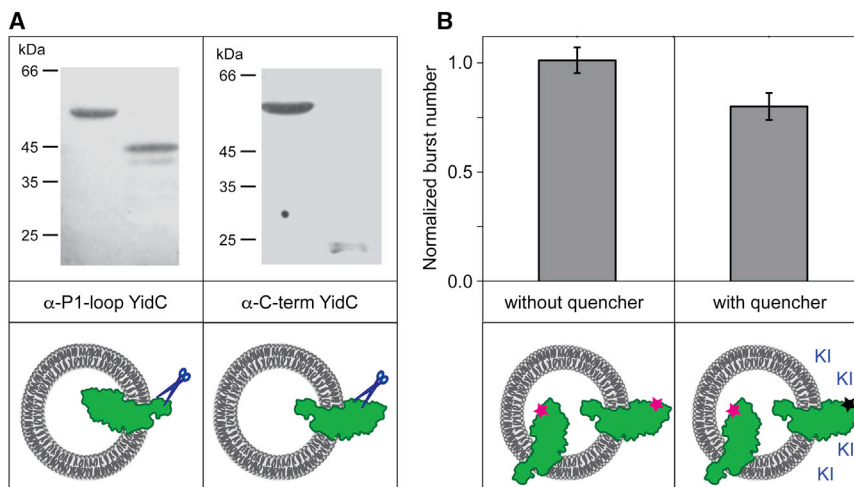 A
kDa
66
45
35
25
kDa
66
45
35
25
α-P1-loop YidC
α-C-term YidC
B
Normalized burst number
1.0
0.5
0.0
without quencher
with quencher
KI
KI
KI
KI